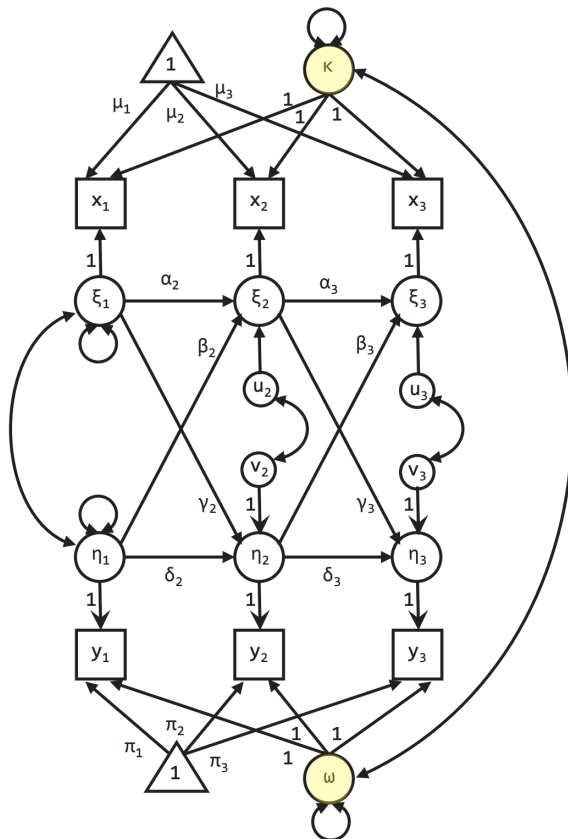 1 κ
μ₁ μ₂ μ₃ 1 1 1
x₁ x₂ x₃
1 1 1
ξ₁ α₂ ξ₂ α₃ ξ₃
β₂ β₃
u₂ u₃
v₂ v₃
γ₂ 1 γ₃ 1
η₁ δ₂ η₂ δ₃ η₃
1 1 1
y₁ y₂ y₃
π₁ π₂ π₃ 1 1 1
1 ω